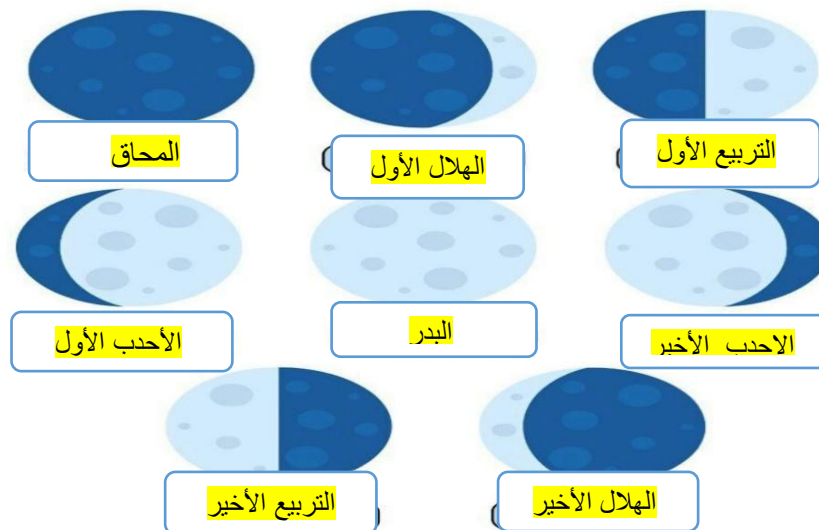 المحاق
الهلال الأول
التربيع الأول
الأحدب الأول
البدر
الاحدب الأخير
التربيع الأخير
الهلال الأخير